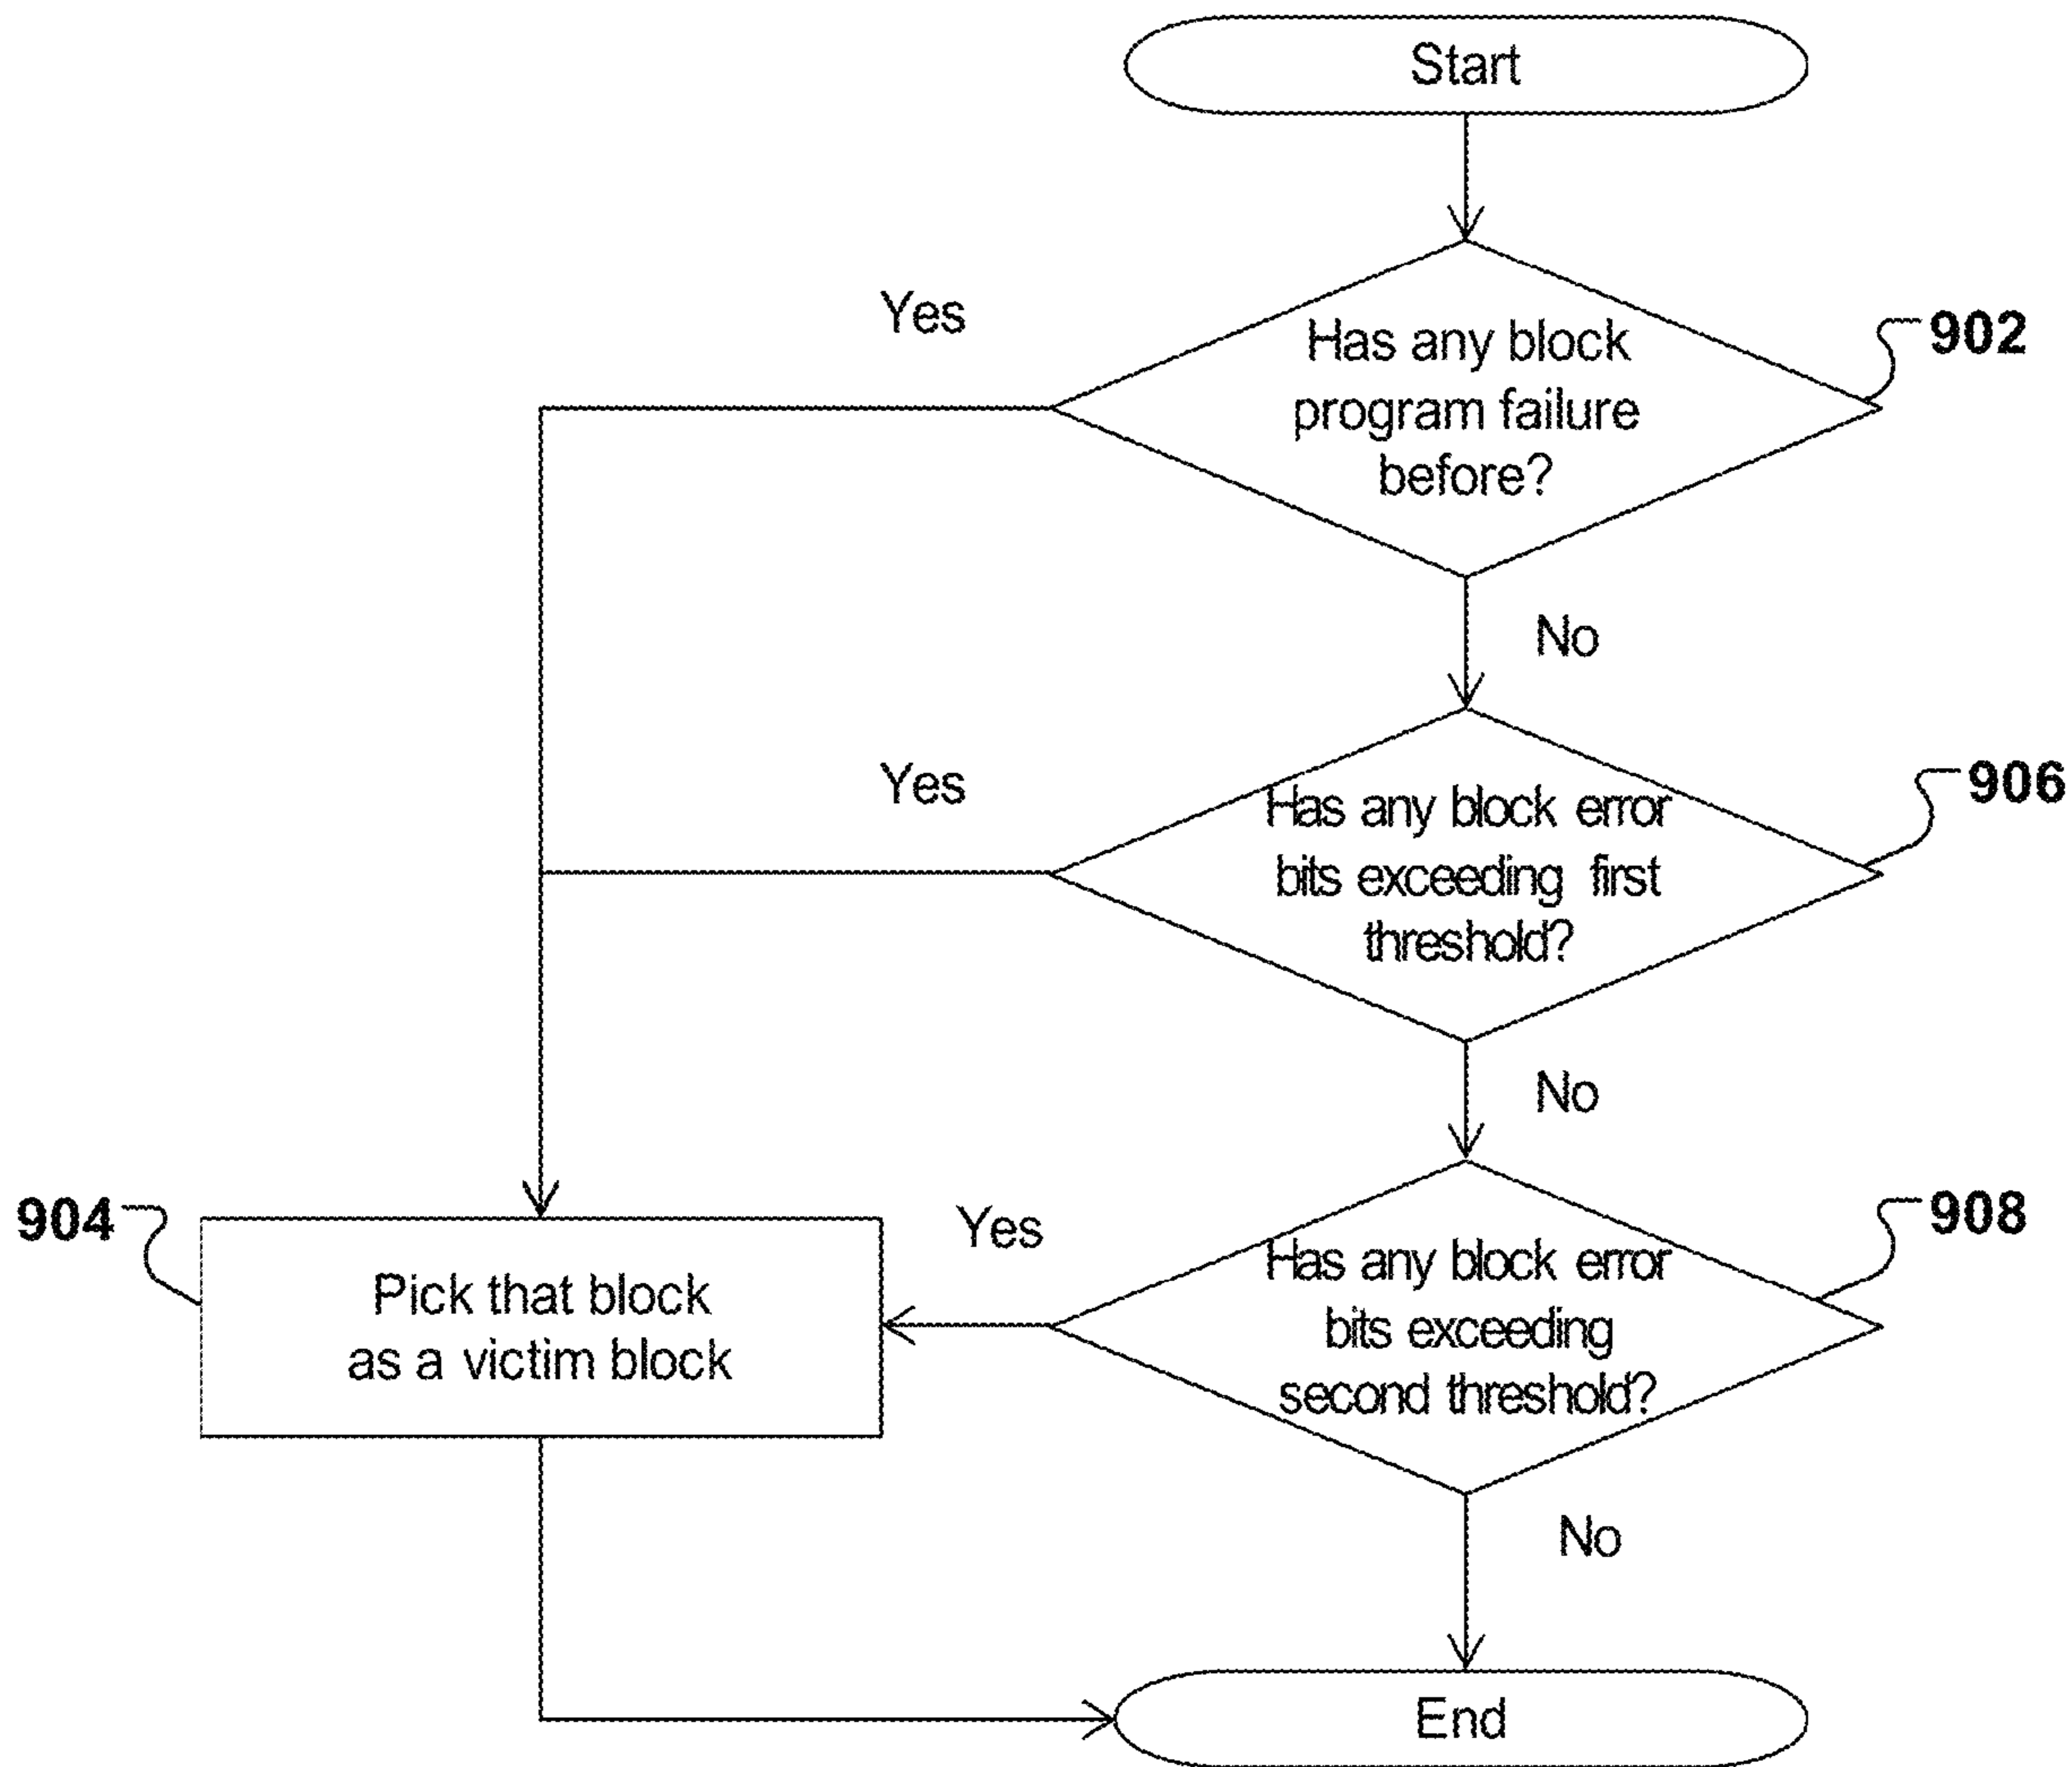 Start
Yes
Has any block
program failure
before?
902
No
Yes
Has any block error
bits exceeding first
threshold?
906
No
904
Pick that block
as a victim block
Yes
Has any block error
bits exceeding
second threshold?
908
No
End